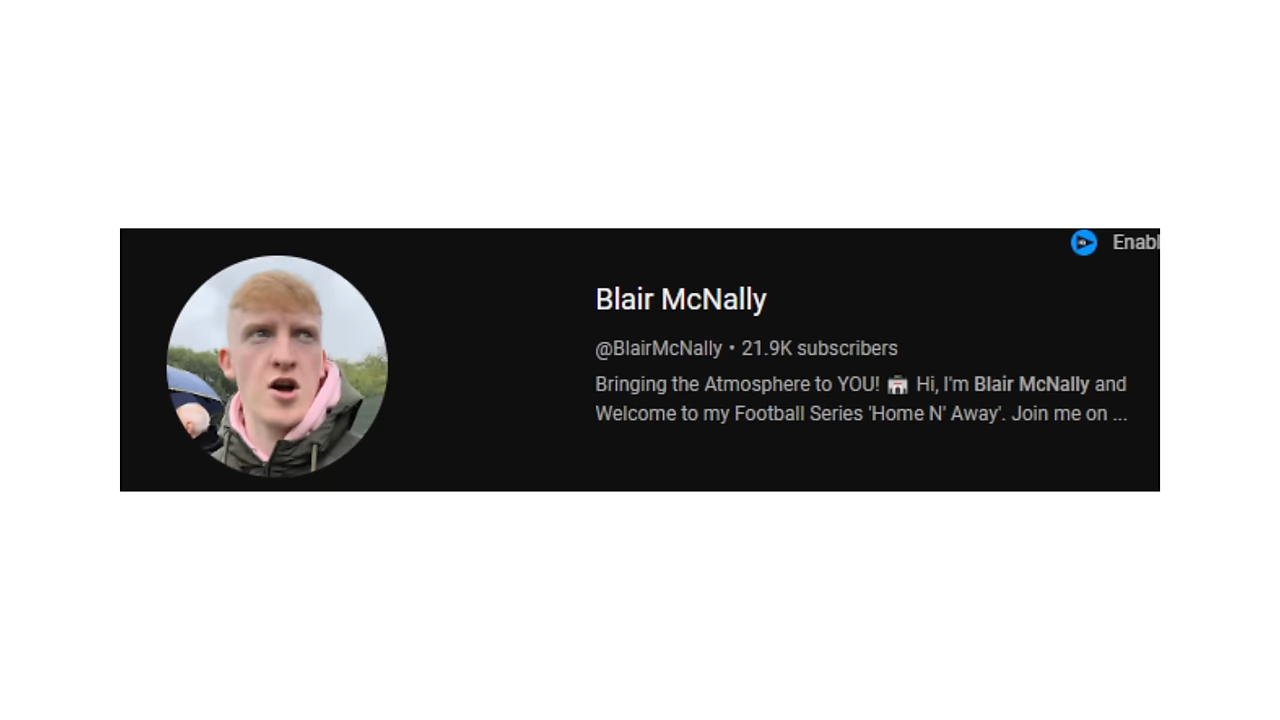 Enabl
Blair McNally
@BlairMcNally • 21.9K subscribers
Bringing the Atmosphere to YOU! 🏟 Hi, I'm Blair McNally and
Welcome to my Football Series 'Home N' Away'. Join me on ...